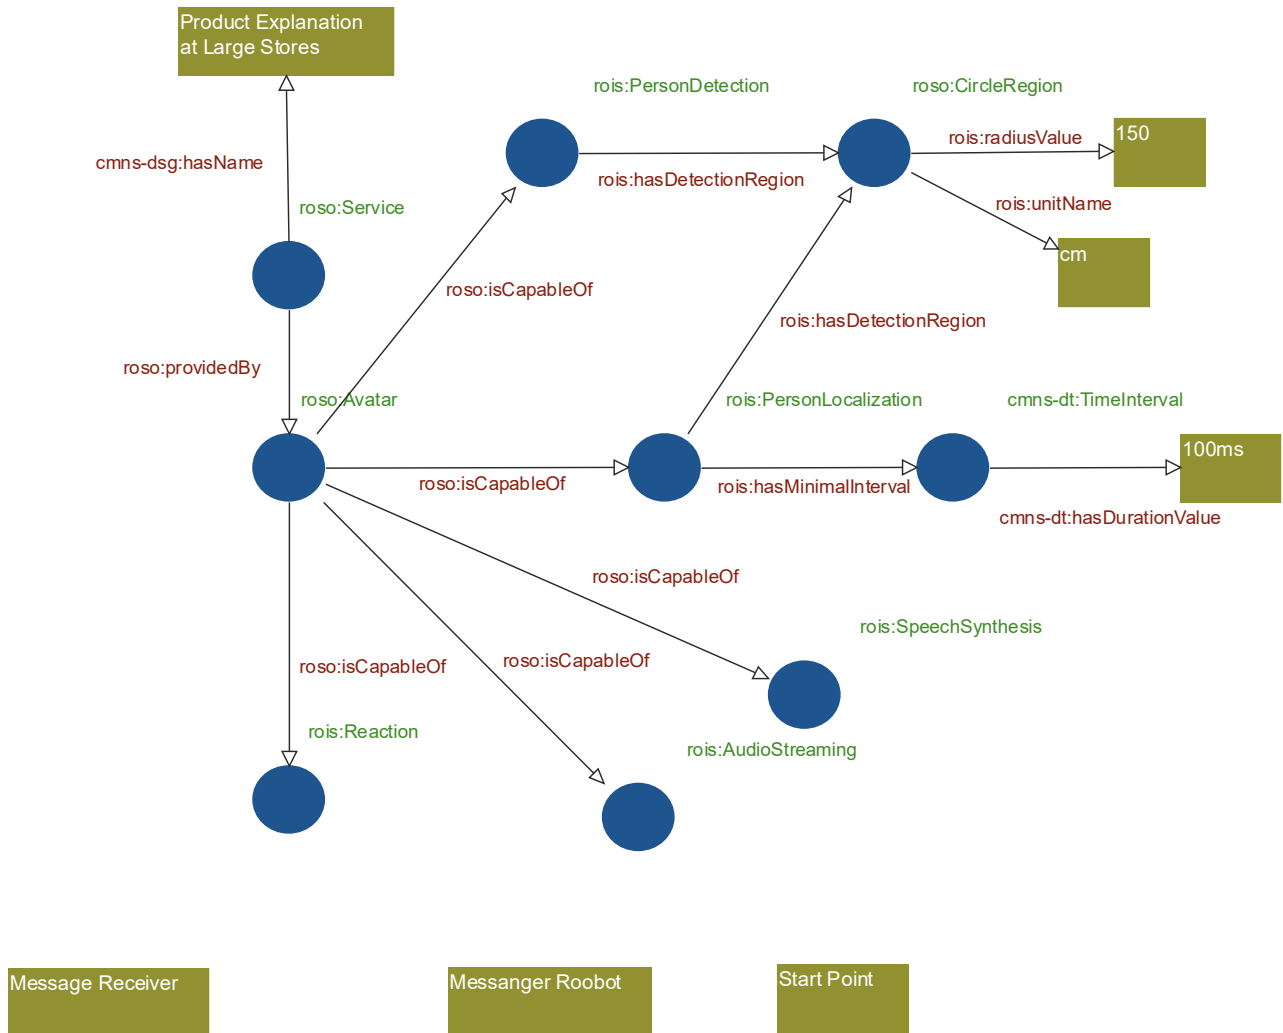 Product Explanation
at Large Stores
rois:PersonDetection
roso:CircleRegion
150
rois:radiusValue
cmns-dsg:hasName
rois:hasDetectionRegion
roso:Service
rois:unitName
cm
roso:isCapableOf
rois:hasDetectionRegion
roso:providedBy
roso:Avatar
rois:PersonLocalization
cmns-dt:TimeInterval
100ms
roso:isCapableOf
rois:hasMinimalInterval
cmns-dt:hasDurationValue
roso:isCapableOf
rois:SpeechSynthesis
roso:isCapableOf
roso:isCapableOf
rois:Reaction
rois:AudioStreaming
Message Receiver
Messanger Roobot
Start Point